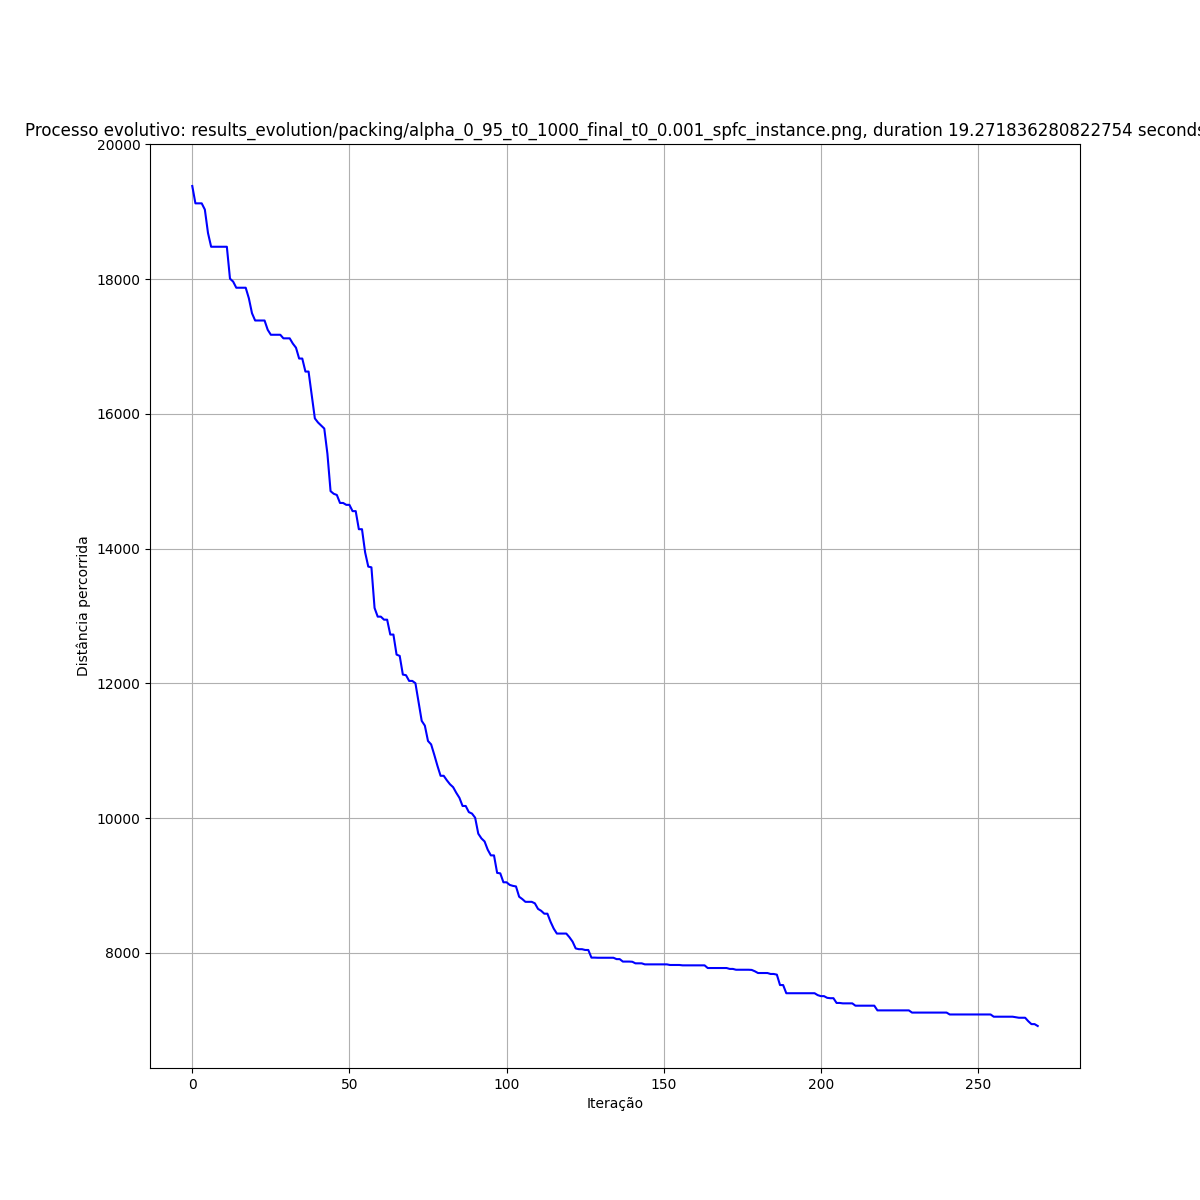 Processo evolutivo: results_evolution/packing/alpha_0_95_t0_1000_final_t0_0.001_spfc_instance.png, duration 19.271836280822754 seconds
20000
18000
16000
14000
12000
10000
8000
Distância percorrida
0 50 100 150 200 250
Iteração